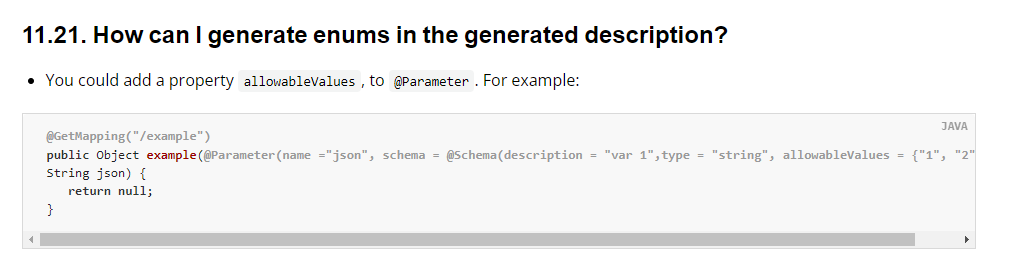 11.21. How can I generate enums in the generated description?
• You could add a property allowableValues , to @Parameter . For example:
JAVA
@GetMapping("/example")
public Object example(@Parameter(name ="json", schema = @Schema(description = "var 1",type = "string", allowableValues = {"1", "2"
String json) {
return null;
}